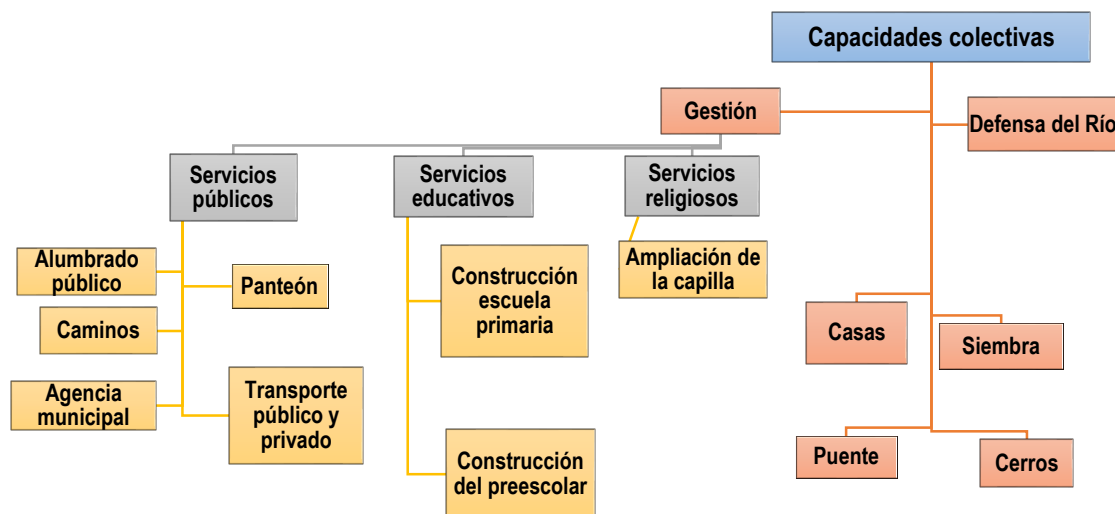 Capacidades colectivas
Gestión
Defensa del Río
Servicios
públicos
Servicios
educativos
Servicios
religiosos
Alumbrado
público
Panteón
Caminos
Agencia
municipal
Transporte
público y
privado
Construcción
escuela
primaria
Construcción
del preescolar
Ampliación de
la capilla
Casas
Siembra
Puente
Cerros